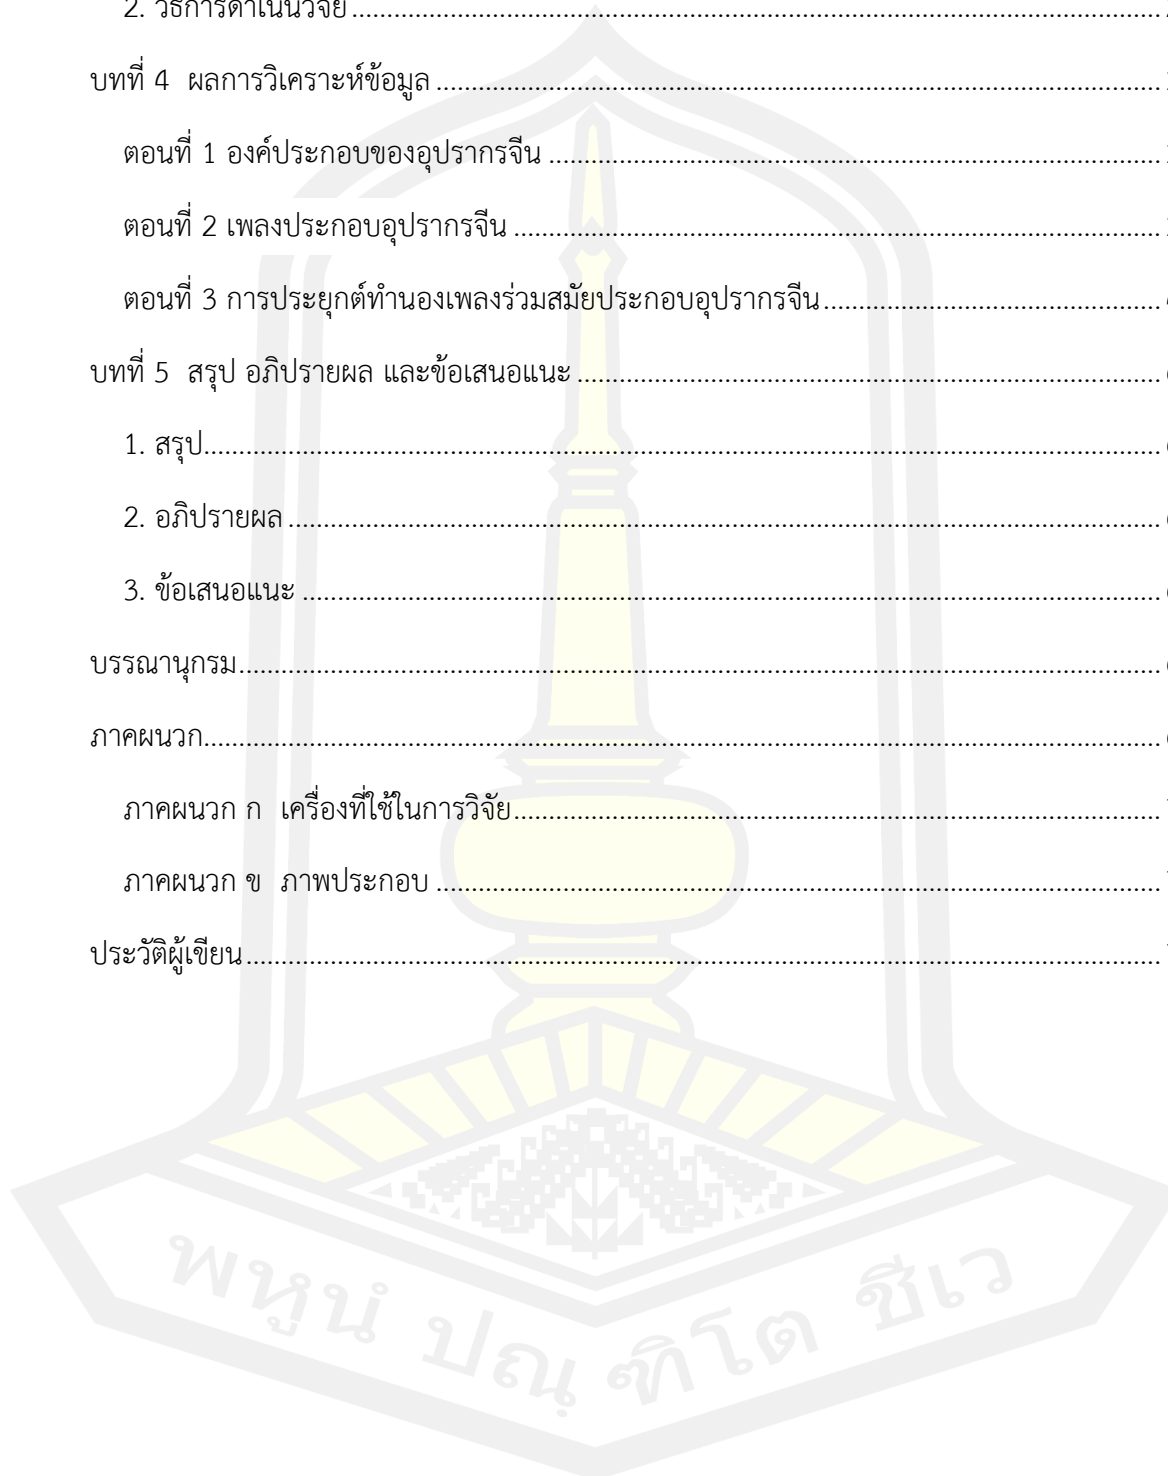 2. วิธีการดำเนินวิจัย ........................................................................
บทที่ 4 ผลการวิเคราะห์ข้อมูล ........................................................................
ตอนที่ 1 องค์ประกอบของอุปรากรจีน ........................................................................
ตอนที่ 2 เพลงประกอบอุปรากรจีน ........................................................................
ตอนที่ 3 การประยุกต์ทำนองเพลงร่วมสมัยประกอบอุปรากรจีน ........................................................................
บทที่ 5 สรุป อภิปรายผล และข้อเสนอแนะ ........................................................................
1. สรุป ........................................................................
2. อภิปรายผล ........................................................................
3. ข้อเสนอแนะ ........................................................................
บรรณานุกรม ........................................................................
ภาคผนวก ........................................................................
ภาคผนวก ก เครื่องที่ใช้ในการวิจัย ........................................................................
ภาคผนวก ข ภาพประกอบ ........................................................................
ประวัติผู้เขียน ........................................................................
พหูนํ ปณฺฑิโต ชีเว